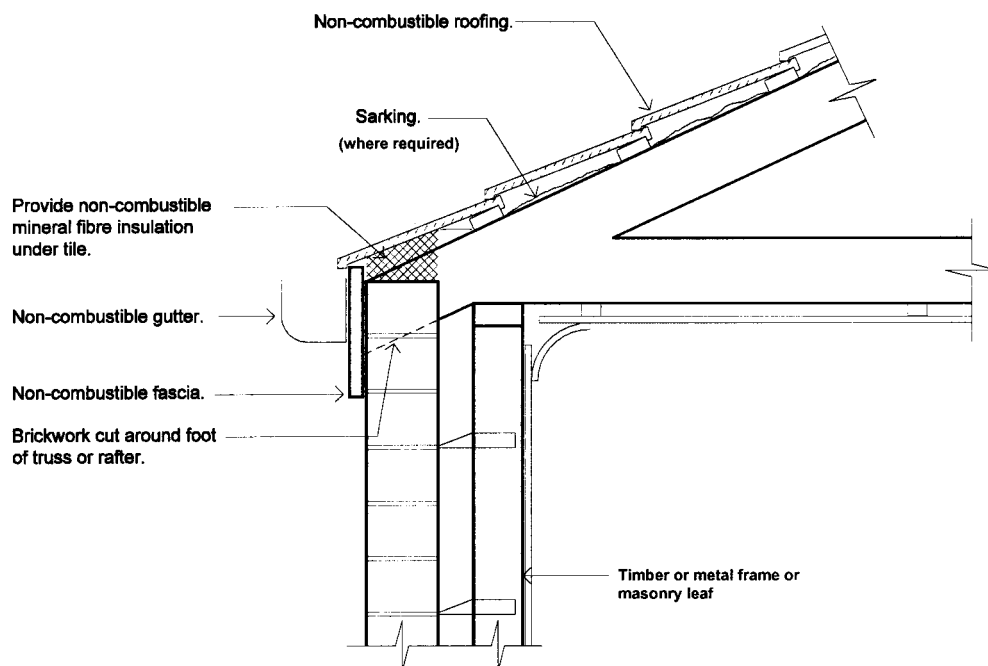 Non-combustible roofing.
Sarking.
(where required)
Provide non-combustible
mineral fibre insulation
under tile.
Non-combustible gutter.
Non-combustible fascia.
Brickwork cut around foot
of truss or rafter.
Timber or metal frame or
masonry leaf